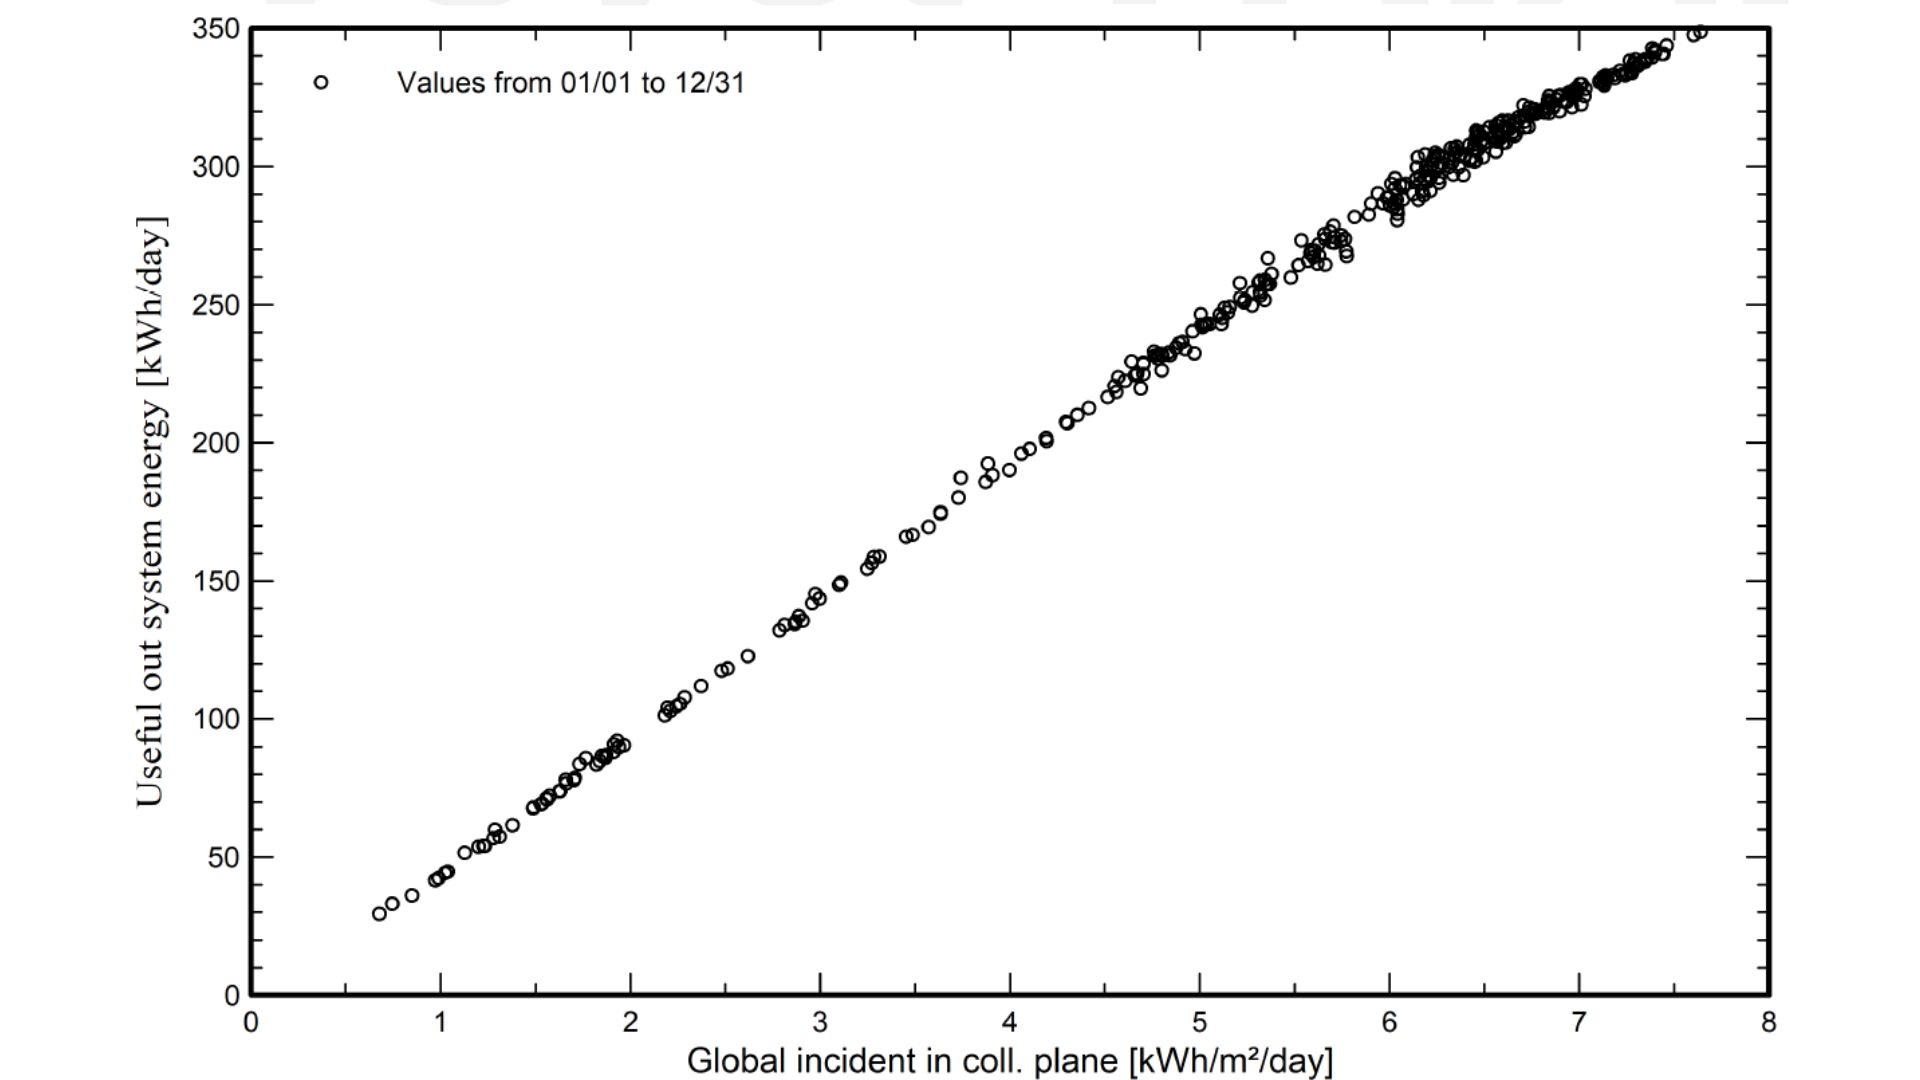 350
Values from 01/01 to 12/31
300
250
200
150
100
50
0
Useful out system energy [kWh/day]
0 1 2 3 4 5 6 7 8
Global incident in coll. plane [kWh/m²/day]